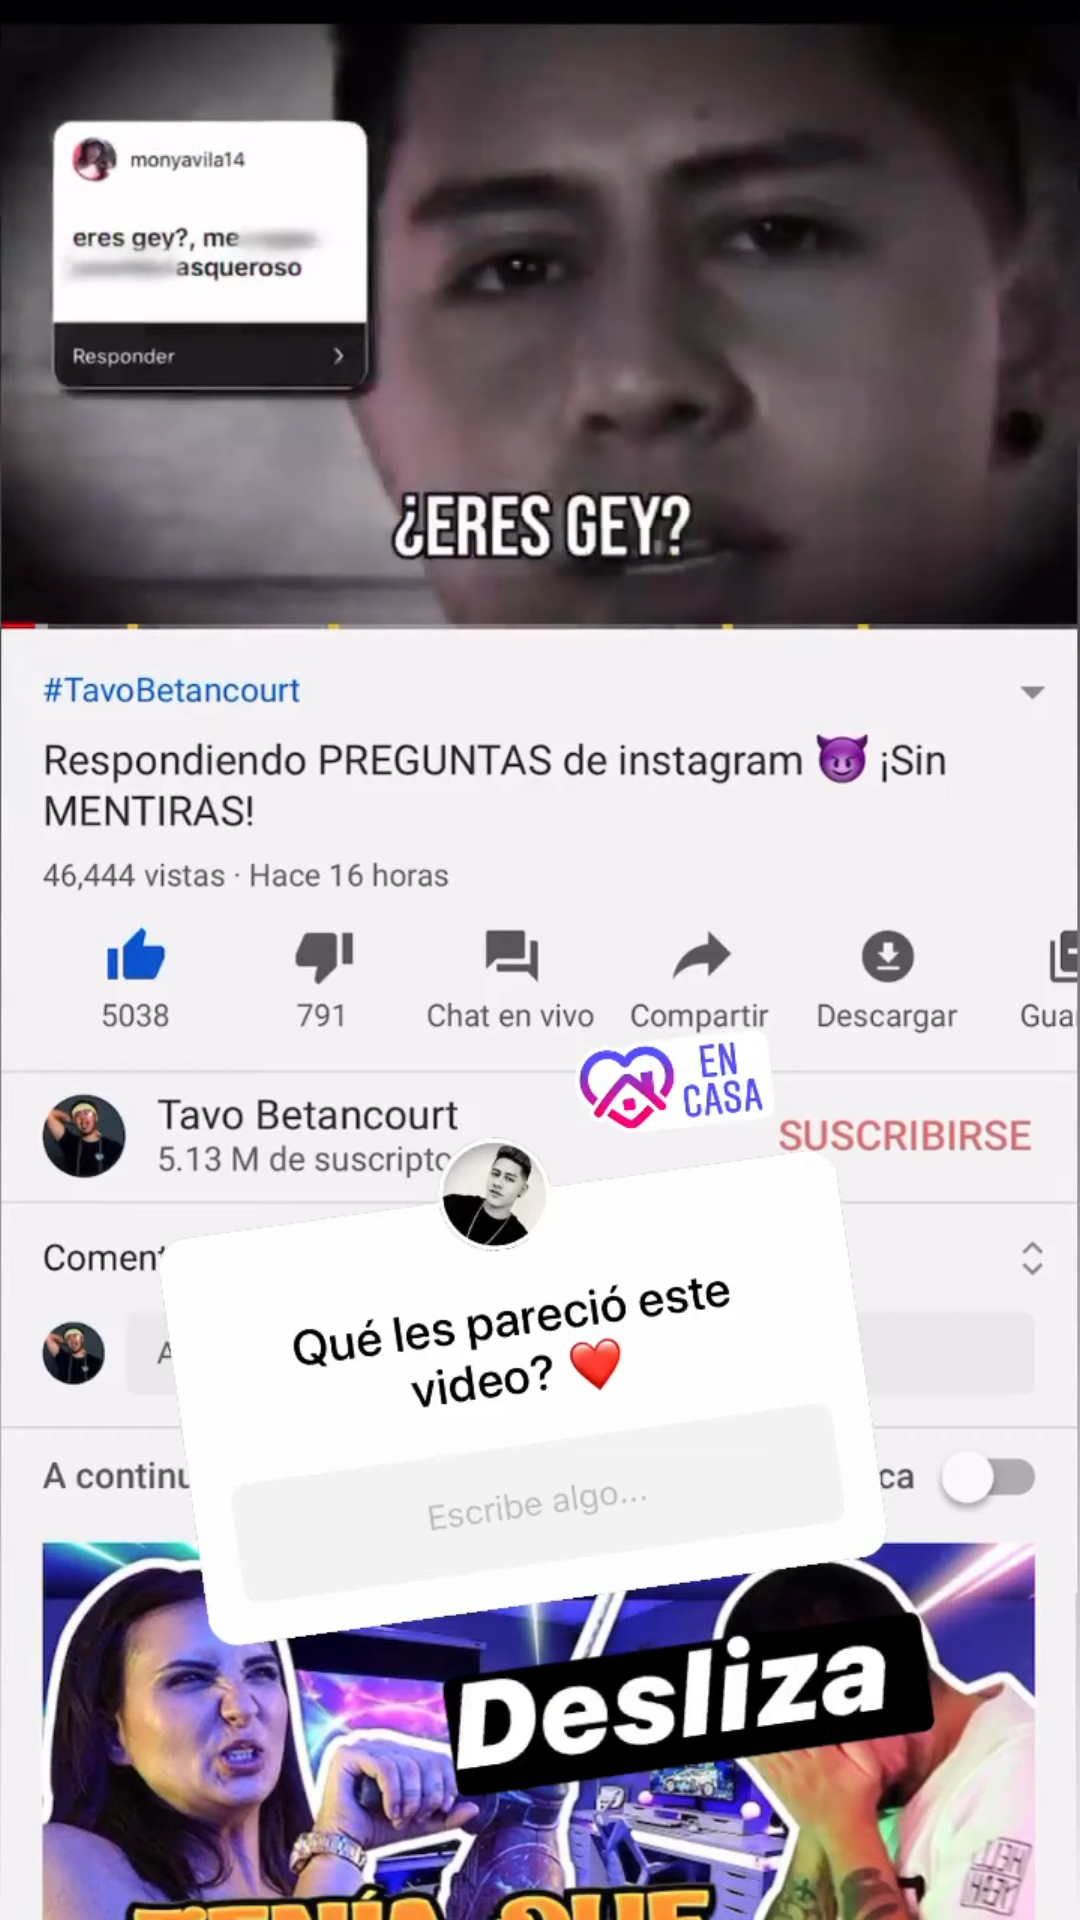 monyavila14
eres gey?, me
asqueroso
Responder
¿ERES GEY?
#TavoBetancourt
Respondiendo PREGUNTAS de instagram 😈 ¡Sin
MENTIRAS!
46,444 vistas · Hace 16 horas
5038
791
Chat en vivo
Compartir
Descargar
Gua
EN
CASA
Tavo Betancourt
5.13 M de suscripto
SUSCRIBIRSE
Coment
Qué les pareció este
video? ❤️
A
Escribe algo...
A continu
ca
Desliza
TENÍA QUE